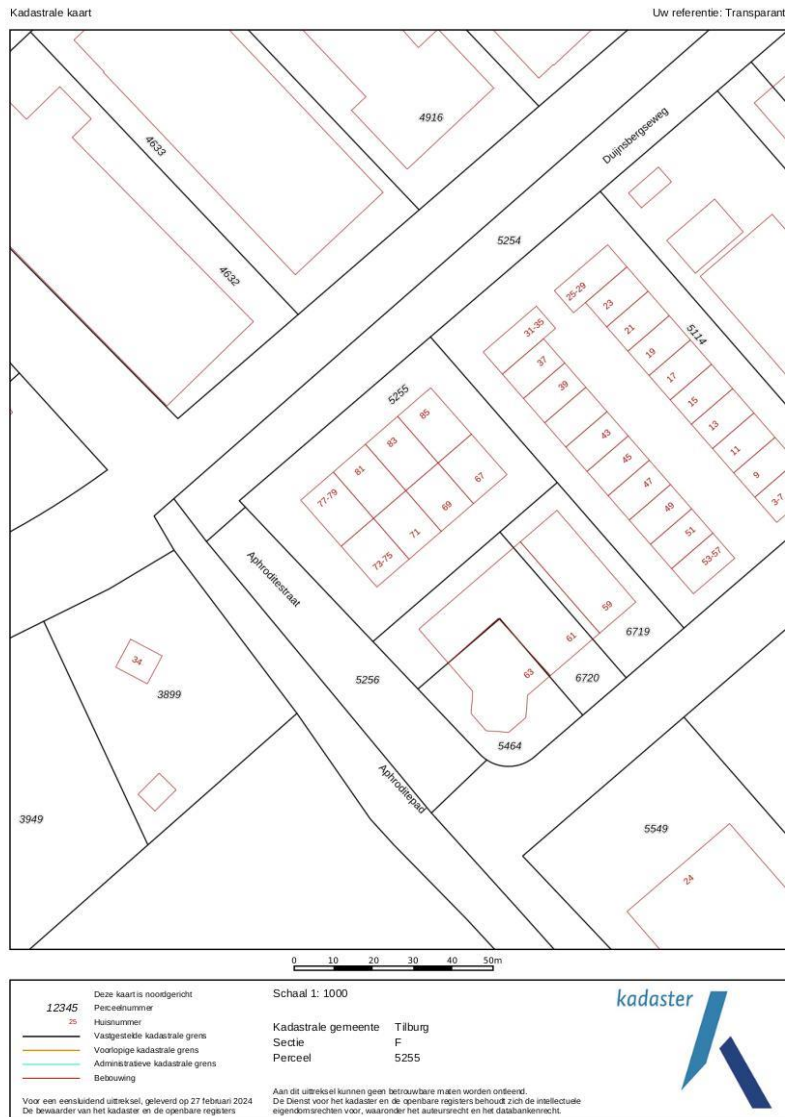 Kadastrale kaart
Uw referentie: Transparant
4916
4633
Duijnsbergseweg
5254
4632
25-29
23
31-35
21
5114
37
19
39
17
5255
85
15
83
13
43
81
11
45
67
9
77-79
47
69
3-7
49
71
51
73-75
53-57
Aphroditestraat
59
6719
61
34
63
6720
5256
3899
5464
Aphroditepad
3949
5549
24
0 10 20 30 40 50m
Deze kaart is noordgericht
12345 Perceelnummer
25 Huisnummer
Vastgestelde kadastrale grens
Voorlopige kadastrale grens
Administratieve kadastrale grens
Bebouwing
Voor een eensluidend uittreksel, geleverd op 27 februari 2024
De bewaarder van het kadaster en de openbare registers
Schaal 1: 1000
Kadastrale gemeente Tilburg
Sectie F
Perceel 5255
Aan dit uittreksel kunnen geen betrouwbare maten worden ontleend.
De Dienst voor het kadaster en de openbare registers behoudt zich de intellectuele
eigendomsrechten voor, waaronder het auteursrecht en het databankenrecht.
kadaster